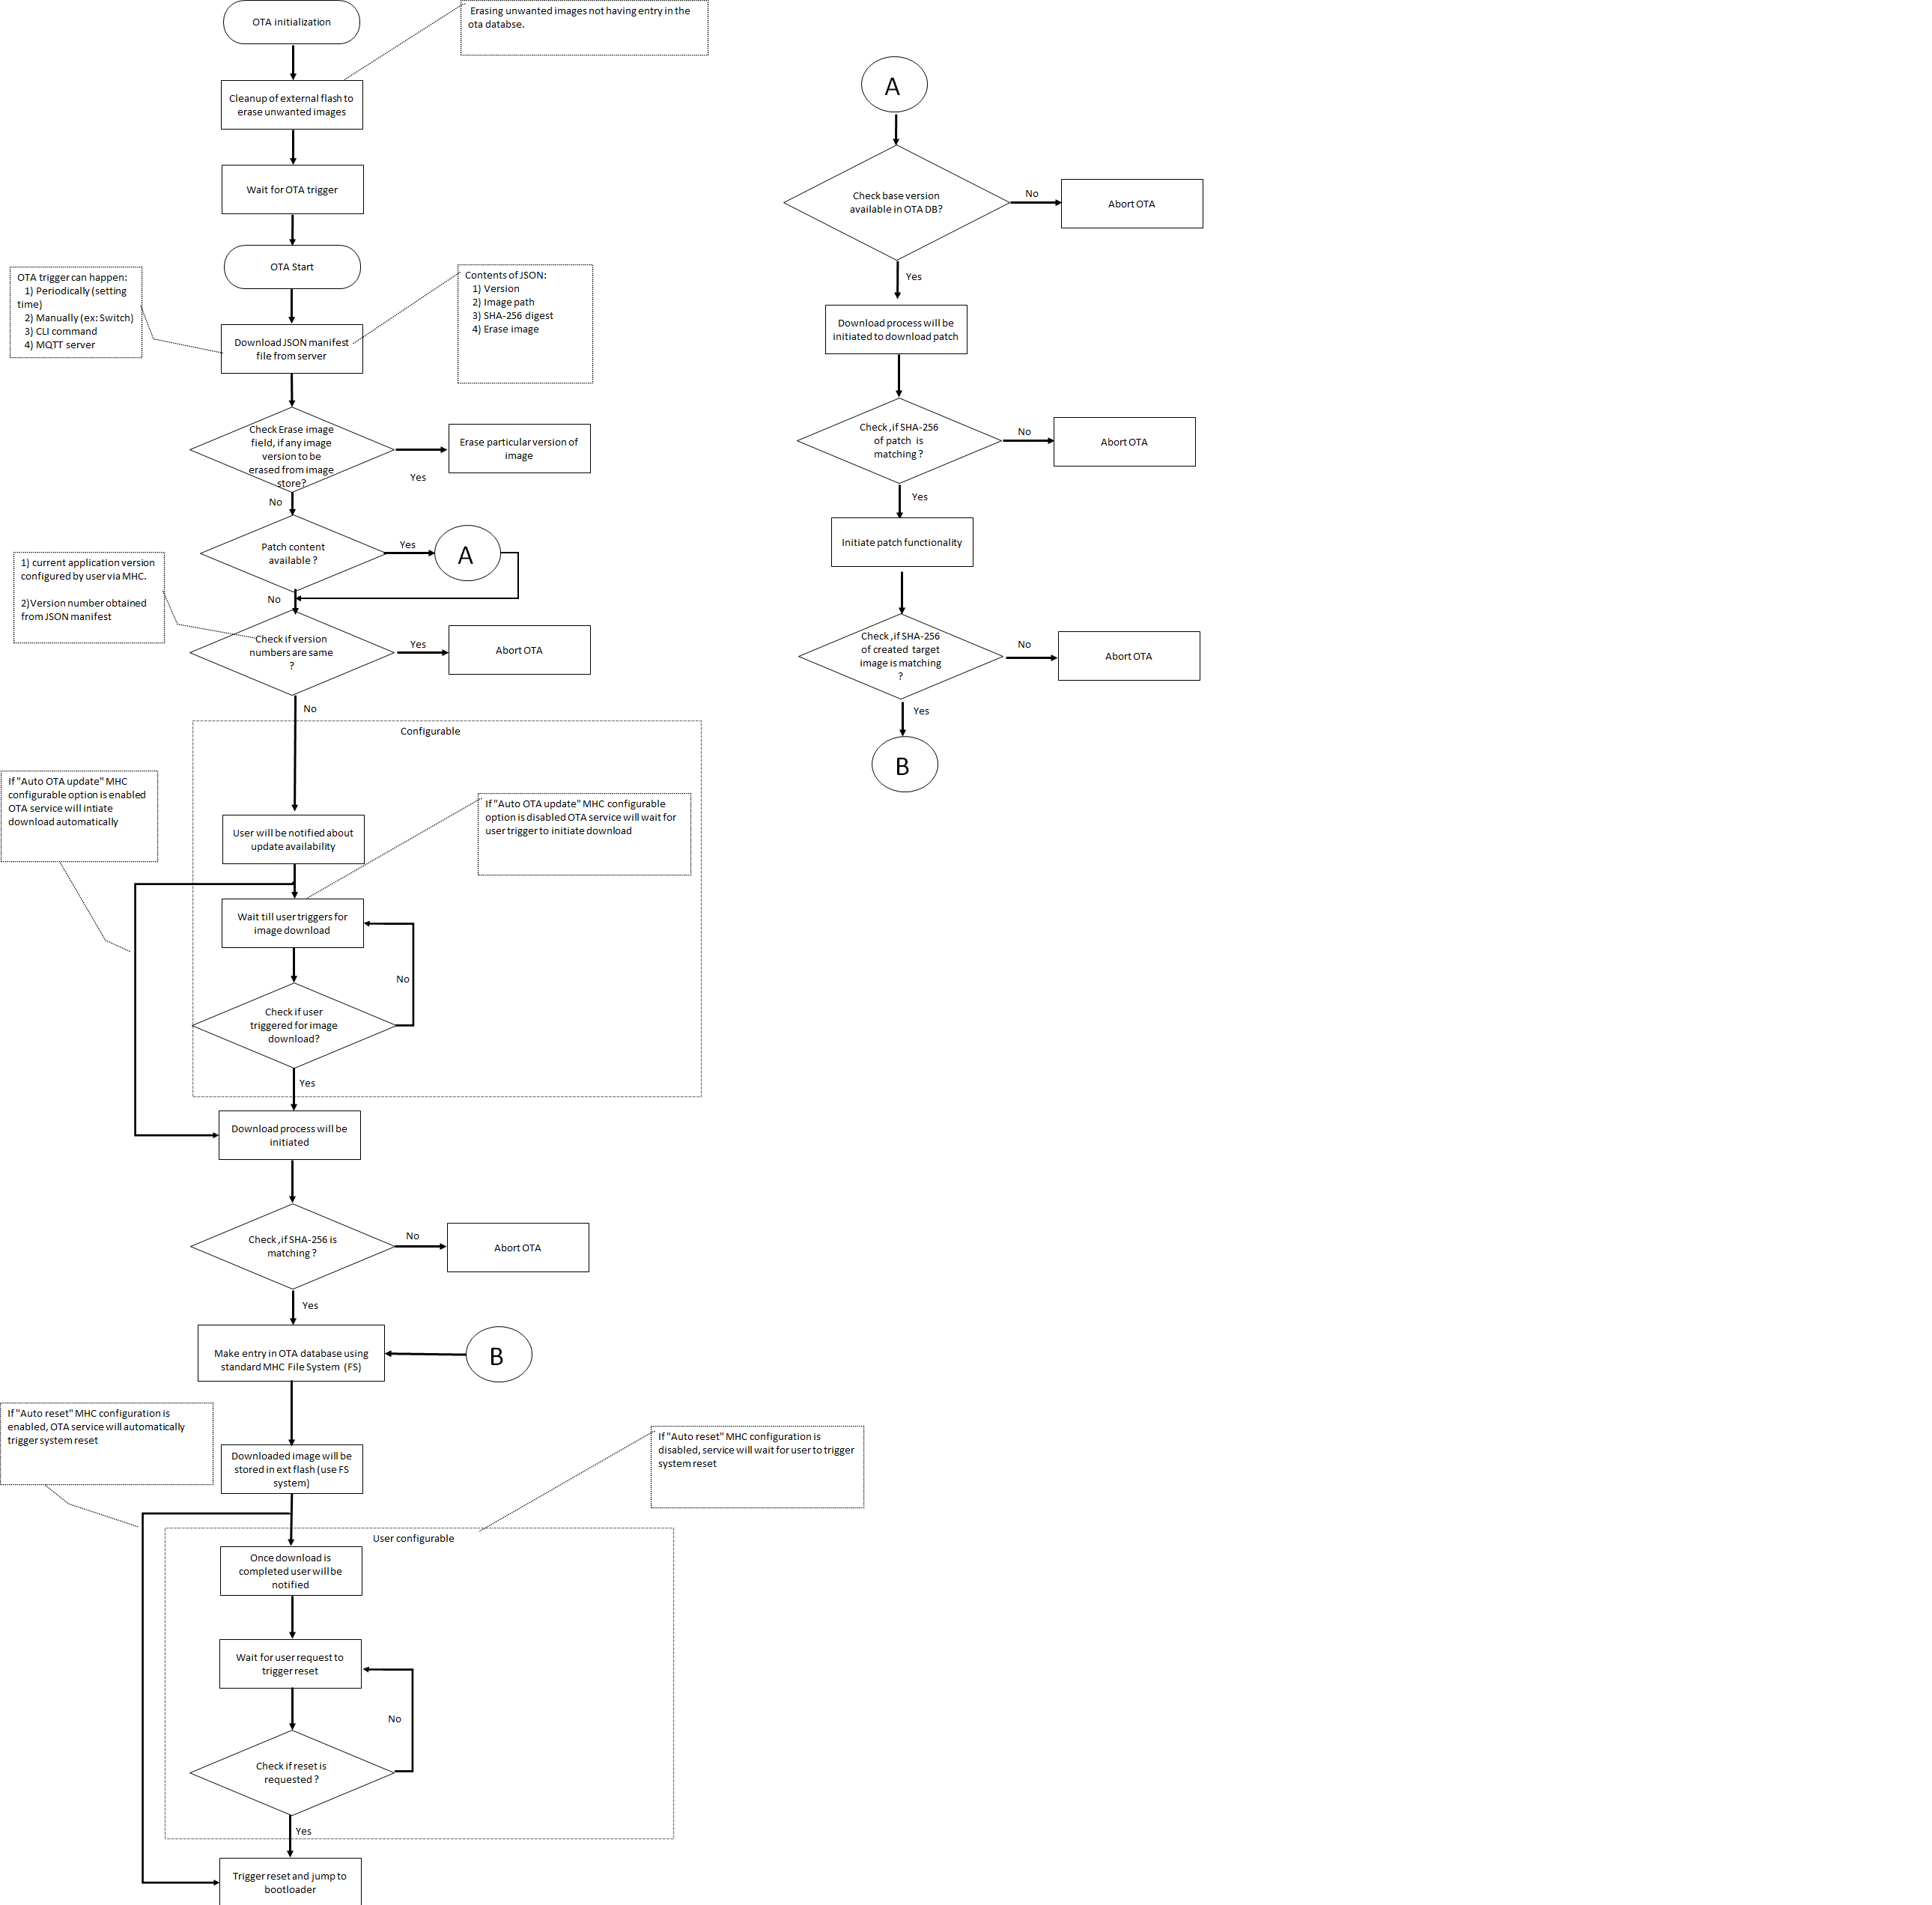 OTA initialization
Erasing unwanted images not having entry in the
ota databse.
Cleanup of external flash to
erase unwanted images
Wait for OTA trigger
OTA Start
OTA trigger can happen:
1) Periodically (setting
time)
2) Manually (ex: Switch)
3) CLI command
4) MQTT server
Contents of JSON:
1) Version
2) Image path
3) SHA-256 digest
4) Erase image
Download JSON manifest
file from server
Check Erase image
field, if any image
version to be
erased from image
store?
Yes
Erase particular version of
image
No
Patch content
available ?
Yes
A
No
1) current application version
configured by user via MHC.
2)Version number obtained
from JSON manifest
Check if version
numbers are same
?
Yes
Abort OTA
No
Configurable
If "Auto OTA update" MHC
configurable option is enabled
OTA service will intiate
download automatically
If "Auto OTA update" MHC configurable
option is disabled OTA service will wait for
user trigger to initiate download
User will be notified about
update availability
Wait till user triggers for
image download
No
Check if user
triggered for image
download?
Yes
Download process will be
initiated
Check ,if SHA-256 is
matching ?
No
Abort OTA
Yes
Make entry in OTA database using
standard MHC File System (FS)
B
If "Auto reset" MHC configuration is
enabled, OTA service will automatically
trigger system reset
If "Auto reset" MHC configuration is
disabled, service will wait for user to trigger
system reset
Downloaded image will be
stored in ext flash (use FS
system)
User configurable
Once download is
completed user will be
notified
Wait for user request to
trigger reset
No
Check if reset is
requested ?
Yes
Trigger reset and jump to
bootloader
A
Check base version
available in OTA DB?
No
Abort OTA
Yes
Download process will be
initiated to download patch
Check ,if SHA-256
of patch is
matching ?
No
Abort OTA
Yes
Initiate patch functionality
Check ,if SHA-256
of created target
image is matching
?
No
Abort OTA
Yes
B